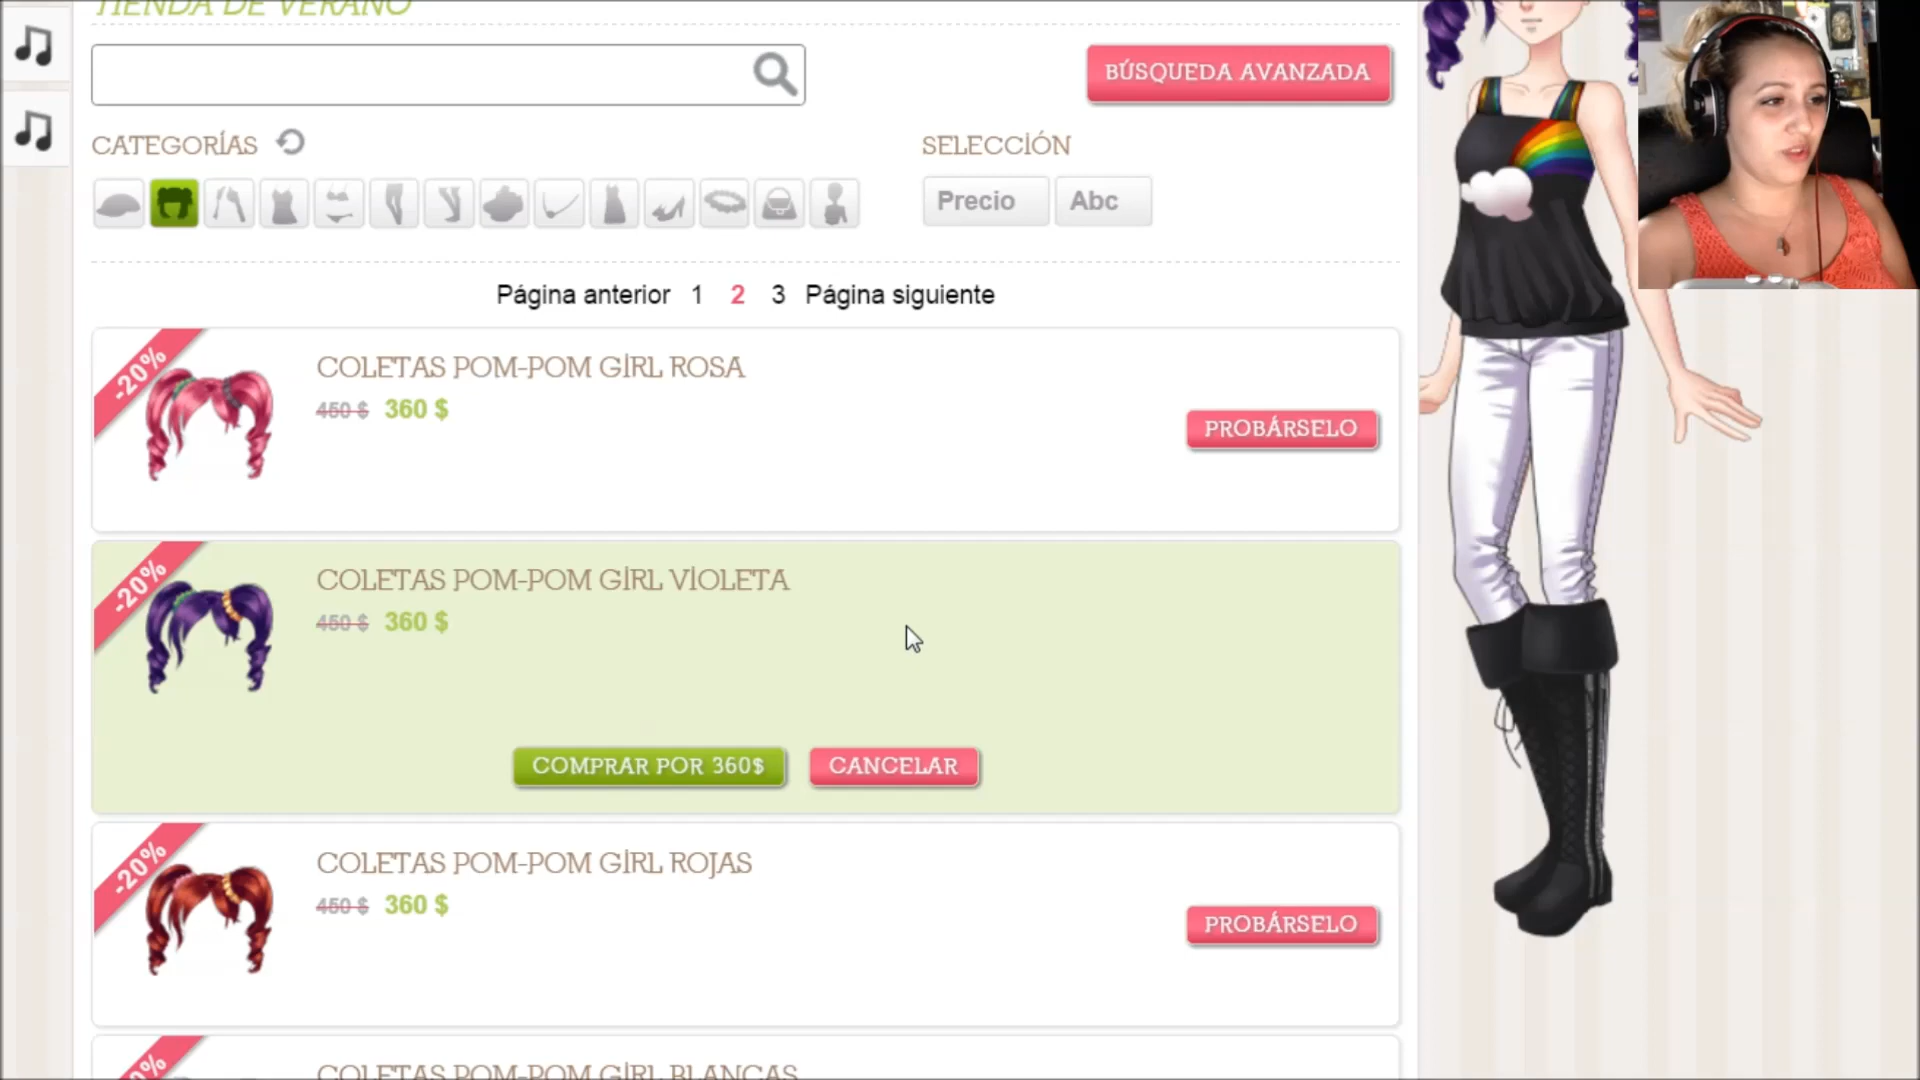 TIENDA DE VERANO
BÚSQUEDA AVANZADA
CATEGORÍAS
SELECCIÓN
Precio
Abc
Página anterior 1 2 3 Página siguiente
-20%
COLETAS POM-POM GIRL ROSA
450 $ 360 $
PROBÁRSELO
-20%
COLETAS POM-POM GIRL VIOLETA
450 $ 360 $
COMPRAR POR 360$
CANCELAR
-20%
COLETAS POM-POM GIRL ROJAS
450 $ 360 $
PROBÁRSELO
0%
COLETAS POM-POM GIRL BLANCAS